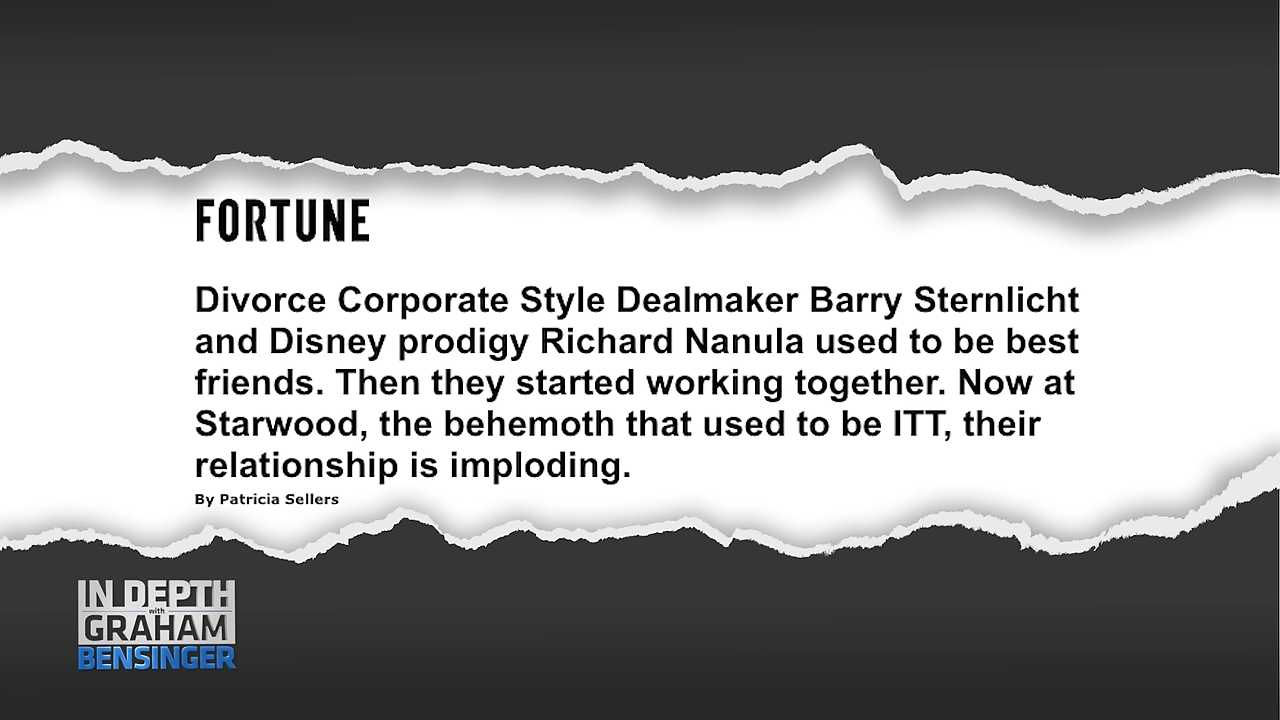 FORTUNE
Divorce Corporate Style Dealmaker Barry Sternlicht
and Disney prodigy Richard Nanula used to be best
friends. Then they started working together. Now at
Starwood, the behemoth that used to be ITT, their
relationship is imploding.
By Patricia Sellers
IN DEPTH
with
GRAHAM
BENSINGER